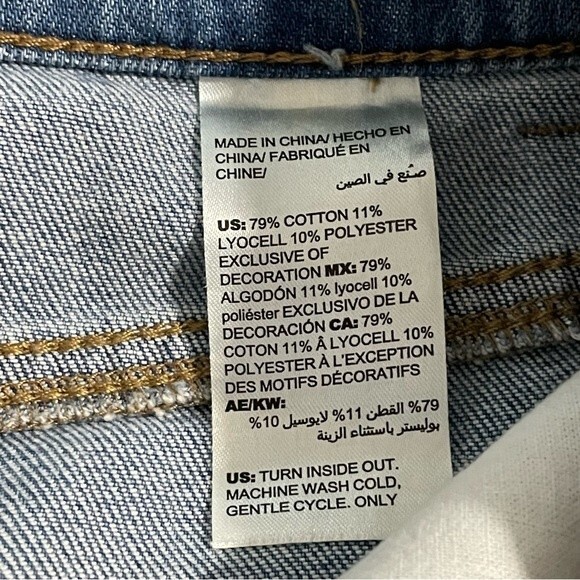 MADE IN CHINA/ HECHO EN
CHINA/ FABRIQUÉ EN
CHINE/
صُنع في الصين
US: 79% COTTON 11%
LYOCELL 10% POLYESTER
EXCLUSIVE OF
DECORATION MX: 79%
ALGODÓN 11% lyocell 10%
poliéster EXCLUSIVO DE LA
DECORACIÓN CA: 79%
COTON 11% Â LYOCELL 10%
POLYESTER À L'EXCEPTION
DES MOTIFS DÉCORATIFS
AE/KW:
79% القطن 11% لايوسيل 10%
بوليستر باستثناء الزينة
US: TURN INSIDE OUT.
MACHINE WASH COLD,
GENTLE CYCLE. ONLY